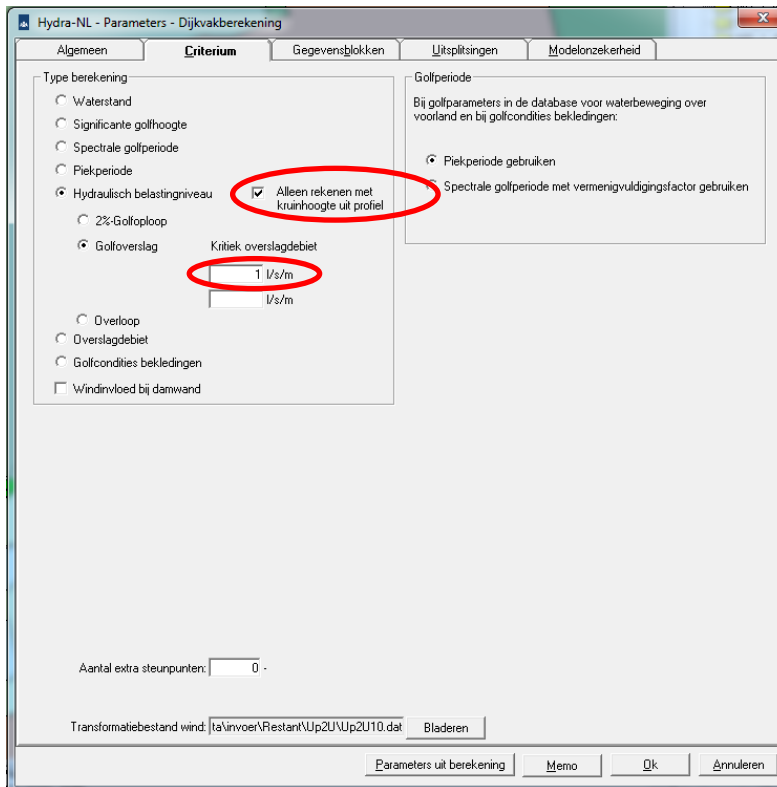 Hydra-NL - Parameters - Dijkvakberekening
Algemeen
Criterium
Gegevensblokken
Uitsplitsingen
Modelonzekerheid
Type berekening
Waterstand
Significante golfhoogte
Spectrale golfperiode
Piekperiode
Hydraulisch belastingniveau
Alleen rekenen met
kruinhoogte uit profiel
2%-Golfoploop
Golfoverslag
Kritiek overslagdebiet
1 l/s/m
l/s/m
Overloop
Overslagdebiet
Golfcondities bekledingen
Windinvloed bij damwand
Golfperiode
Bij golfparameters in de database voor waterbeweging over
voorland en bij golfcondities bekledingen:
Piekperiode gebruiken
Spectrale golfperiode met vermenigvuldigingsfactor gebruiken
Aantal extra steunpunten: 0 -
Transformatiebestand wind: ta\invoer\Restant\Up2U\Up2U10.dat Bladeren
Parameters uit berekening Memo Ok Annuleren